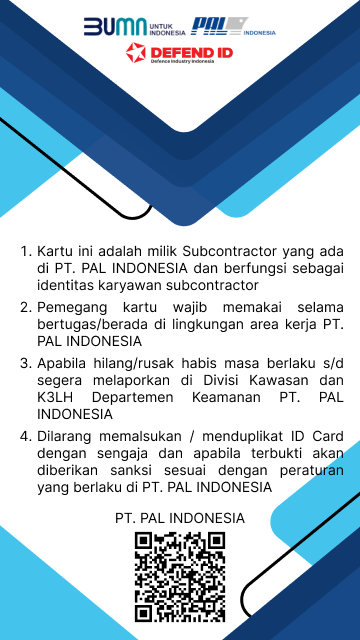 BUMN UNTUK INDONESIA PAL INDONESIA
DEFEND ID
Defence Industry Indonesia
1. Kartu ini adalah milik Subcontractor yang ada
di PT. PAL INDONESIA dan berfungsi sebagai
identitas karyawan subcontractor
2. Pemegang kartu wajib memakai selama
bertugas/berada di lingkungan area kerja PT.
PAL INDONESIA
3. Apabila hilang/rusak habis masa berlaku s/d
segera melaporkan di Divisi Kawasan dan
K3LH Departemen Keamanan PT. PAL
INDONESIA
4. Dilarang memalsukan / menduplikat ID Card
dengan sengaja dan apabila terbukti akan
diberikan sanksi sesuai dengan peraturan
yang berlaku di PT. PAL INDONESIA
PT. PAL INDONESIA